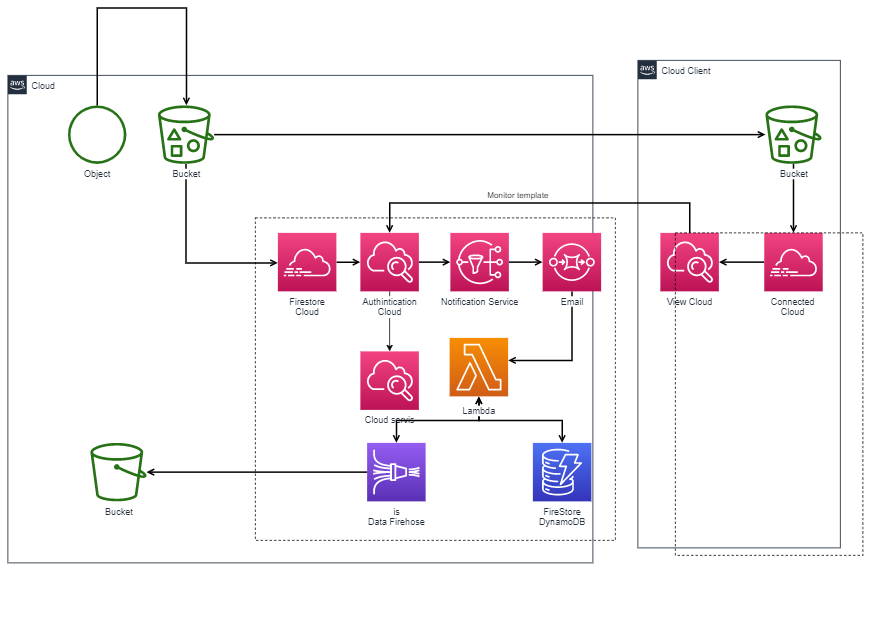 aws
Cloud
aws
Cloud Client
Object
Bucket
Bucket
Monitor template
Firestore
Cloud
Authintication
Cloud
Notification Service
Email
View Cloud
Connected
Cloud
Cloud servis
Lambda
Bucket
is
Data Firehose
FireStore
DynamoDB